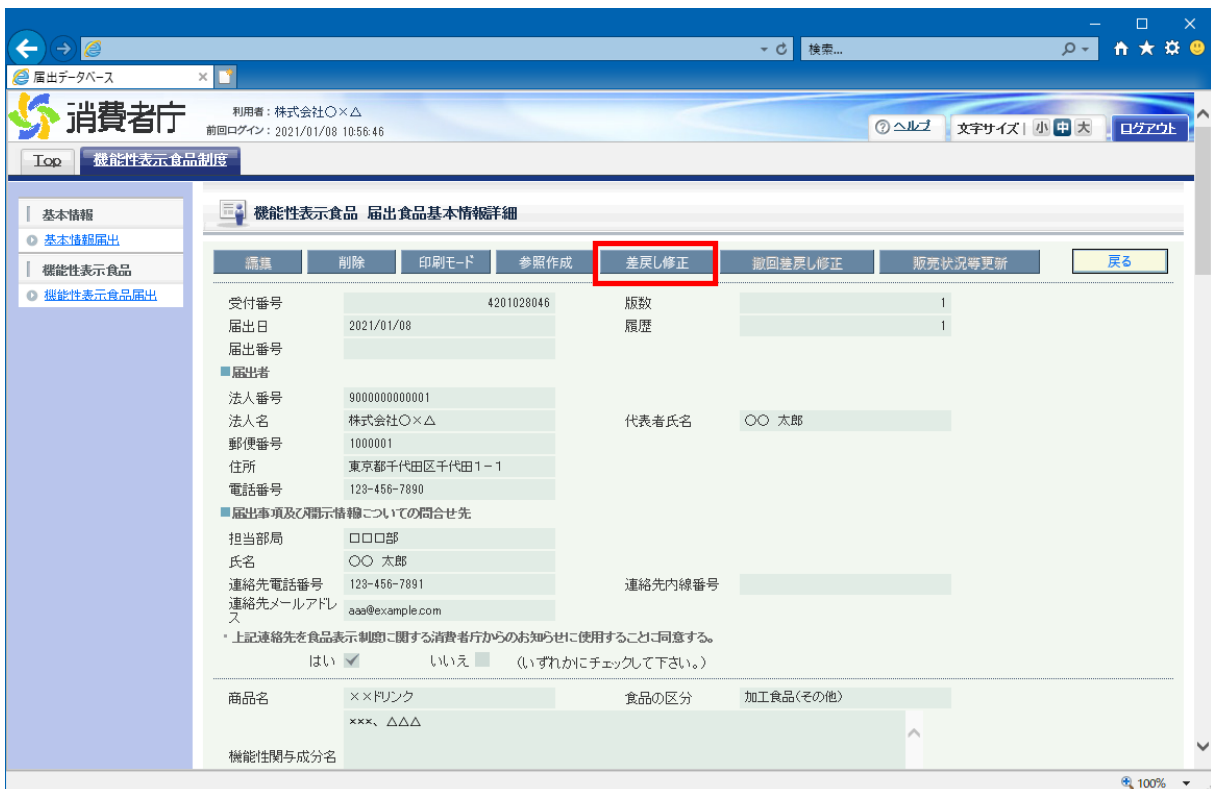 検索...
届出データベース
消費者庁
利用者：株式会社○×△
前回ログイン：2021/01/08 10:56:46
ヘルプ 文字サイズ| 小 中 大 ログアウト
Top 機能性表示食品制度
基本情報
基本情報届出
機能性表示食品
機能性表示食品届出
機能性表示食品 届出食品基本情報詳細
編集 削除 印刷モード 参照作成 差戻し修正 撤回差戻し修正 販売状況等更新 戻る
受付番号 4201028046 版数 1
届出日 2021/01/08 履歴 1
届出番号
■届出者
法人番号 9000000000001
法人名 株式会社○×△ 代表者氏名 ○○ 太郎
郵便番号 1000001
住所 東京都千代田区千代田1-1
電話番号 123-456-7890
■届出事項及び開示情報についての問合せ先
担当部局 口口口部
氏名 ○○ 太郎
連絡先電話番号 123-456-7891 連絡先内線番号
連絡先メールアドレス aaa@example.com
・上記連絡先を食品表示制度に関する消費者庁からのお知らせに使用することに同意する。
はい いいえ （いずれかにチェックして下さい。）
商品名 ××ドリンク 食品の区分 加工食品(その他)
×××、△△△
機能性関与成分名
100%